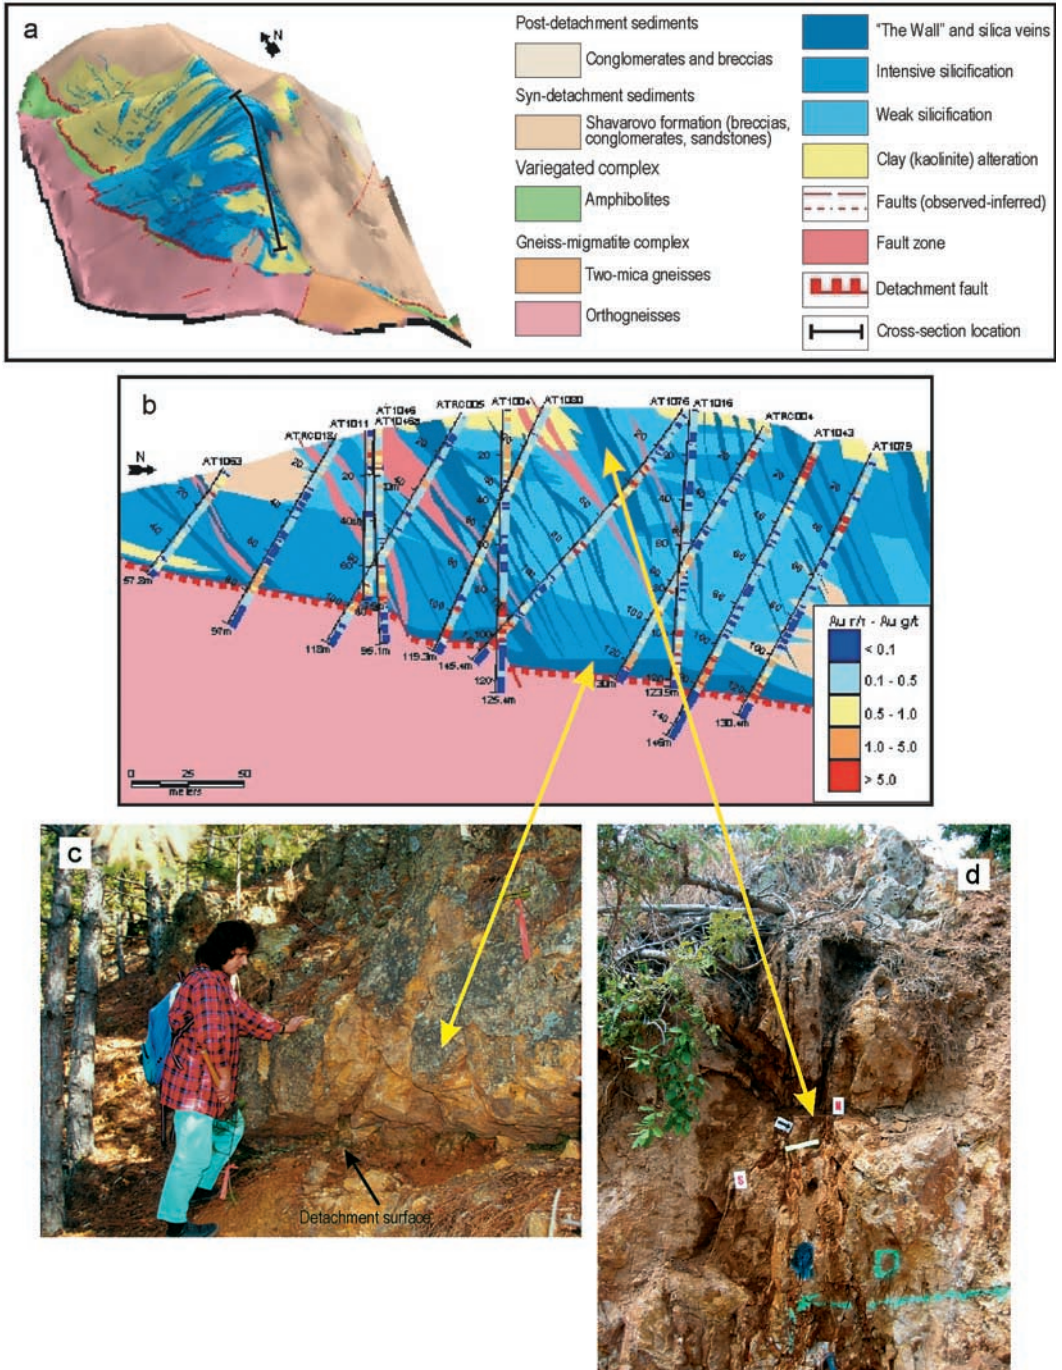 a
N
Post-detachment sediments
Conglomerates and breccias
Syn-detachment sediments
Shavarovo formation (breccias,
conglomerates, sandstones)
Variegated complex
Amphibolites
Gneiss-migmatite complex
Two-mica gneisses
Orthogneisses
"The Wall" and silica veins
Intensive silicification
Weak silicification
Clay (kaolinite) alteration
Faults (observed-inferred)
Fault zone
Detachment fault
Cross-section location
b
N
AT1063
ATRC012
AT1011
AT1046
AT1046a
ATRC005
AT1004
AT1080
AT1076
AT1016
ATRC004
AT1043
AT1079
57.2m
97m
118m
99.1m
119.3m
145.4m
125.4m
123.5m
146m
130.4m
0 25 50
meters
Au r/т - Au g/t
< 0.1
0.1 - 0.5
0.5 - 1.0
1.0 - 5.0
> 5.0
c
Detachment surface
d
N
S
D